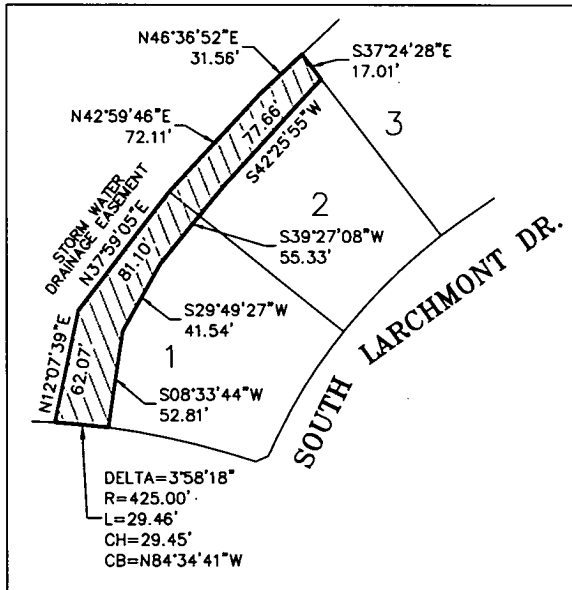 N46°36'52"E
31.56'
S37°24'28"E
17.01'
N42°59'46"E
72.11'
77.66'
S42°25'55"W
3
STORM WATER
DRAINAGE EASEMENT
N37°59'05"E
81.10'
2
S39°27'08"W
55.33'
S29°49'27"W
41.54'
N12°07'39"E
62.07'
1
S08°33'44"W
52.81'
SOUTH LARCHMONT DR.
DELTA=3°58'18"
R=425.00'
L=29.46'
CH=29.45'
CB=N84°34'41"W